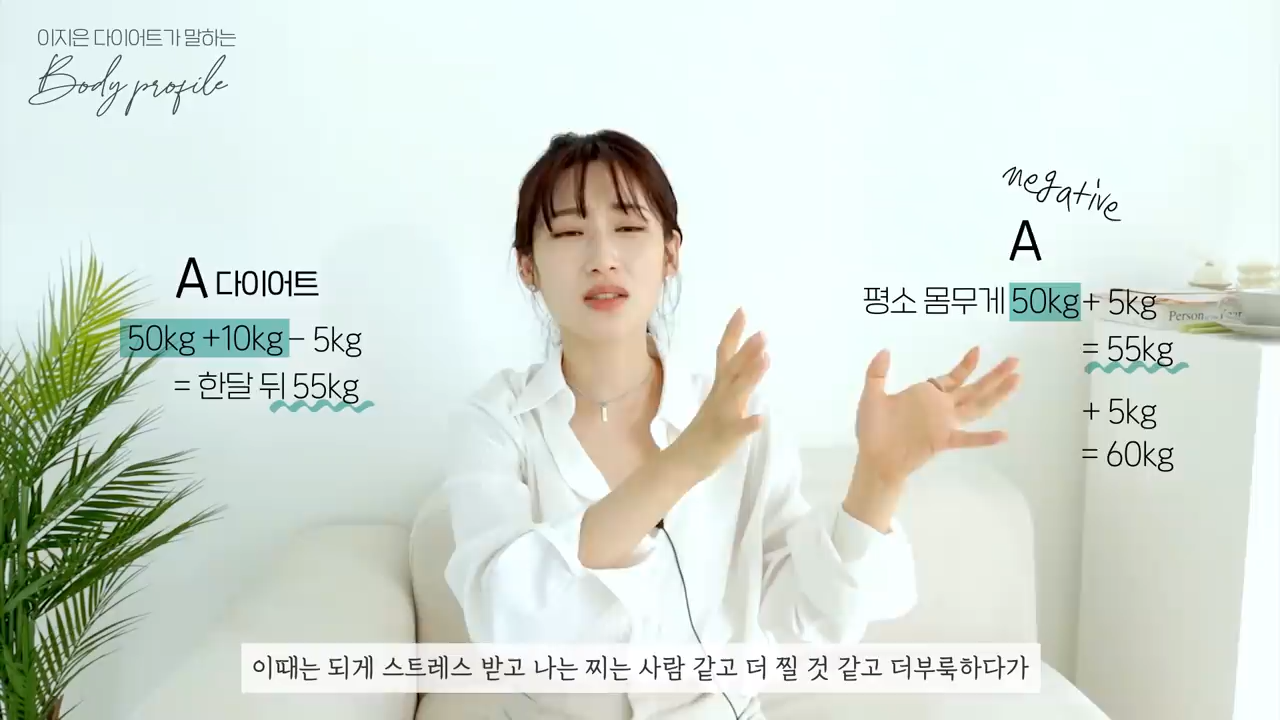 이지은 다이어트가 말하는
Body profile
A 다이어트
50kg +10kg - 5kg
= 한달 뒤 55kg
negative
A
평소 몸무게 50kg + 5kg
= 55kg
+ 5kg
= 60kg
Person
이때는 되게 스트레스 받고 나는 찌는 사람 같고 더 찔 것 같고 더부룩하다가